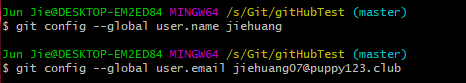 Jun Jie@DESKTOP-EM2ED84 MINGW64 /s/Git/gitHubTest (master)
$ git config --global user.name jiehuang
Jun Jie@DESKTOP-EM2ED84 MINGW64 /s/Git/gitHubTest (master)
$ git config --global user.email jiehuang07@puppy123.club